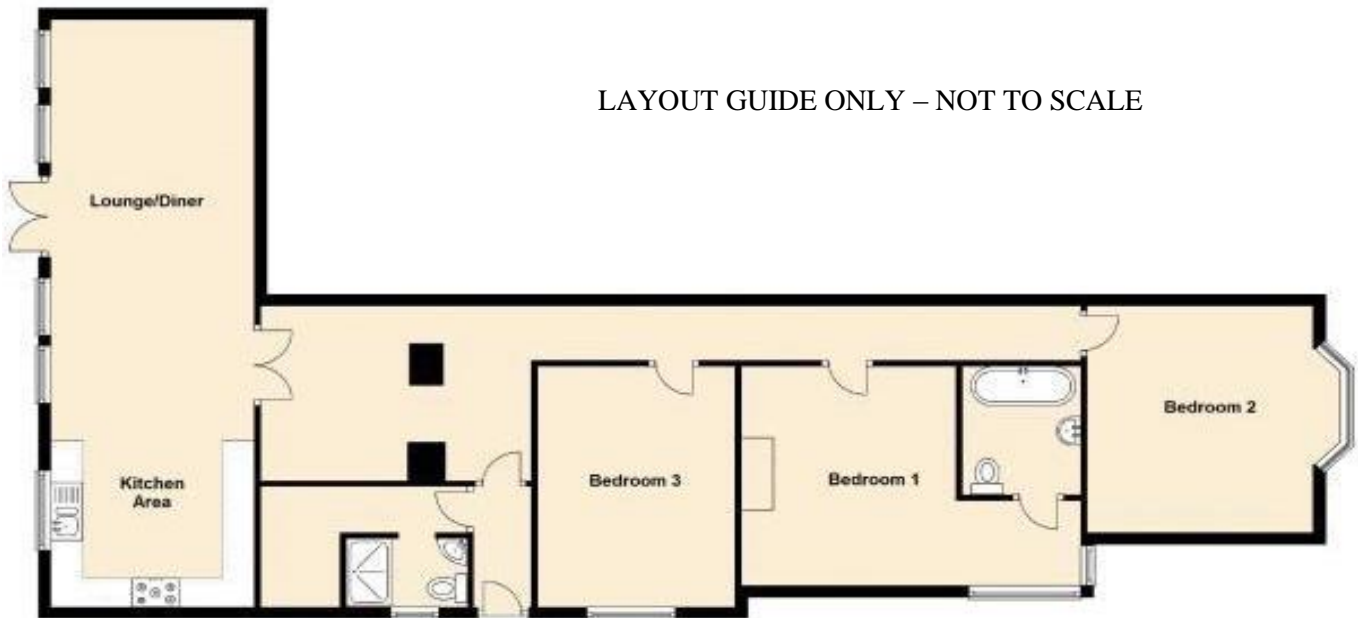 LAYOUT GUIDE ONLY – NOT TO SCALE
Lounge/Diner
Bedroom 2
Kitchen
Area
Bedroom 3
Bedroom 1